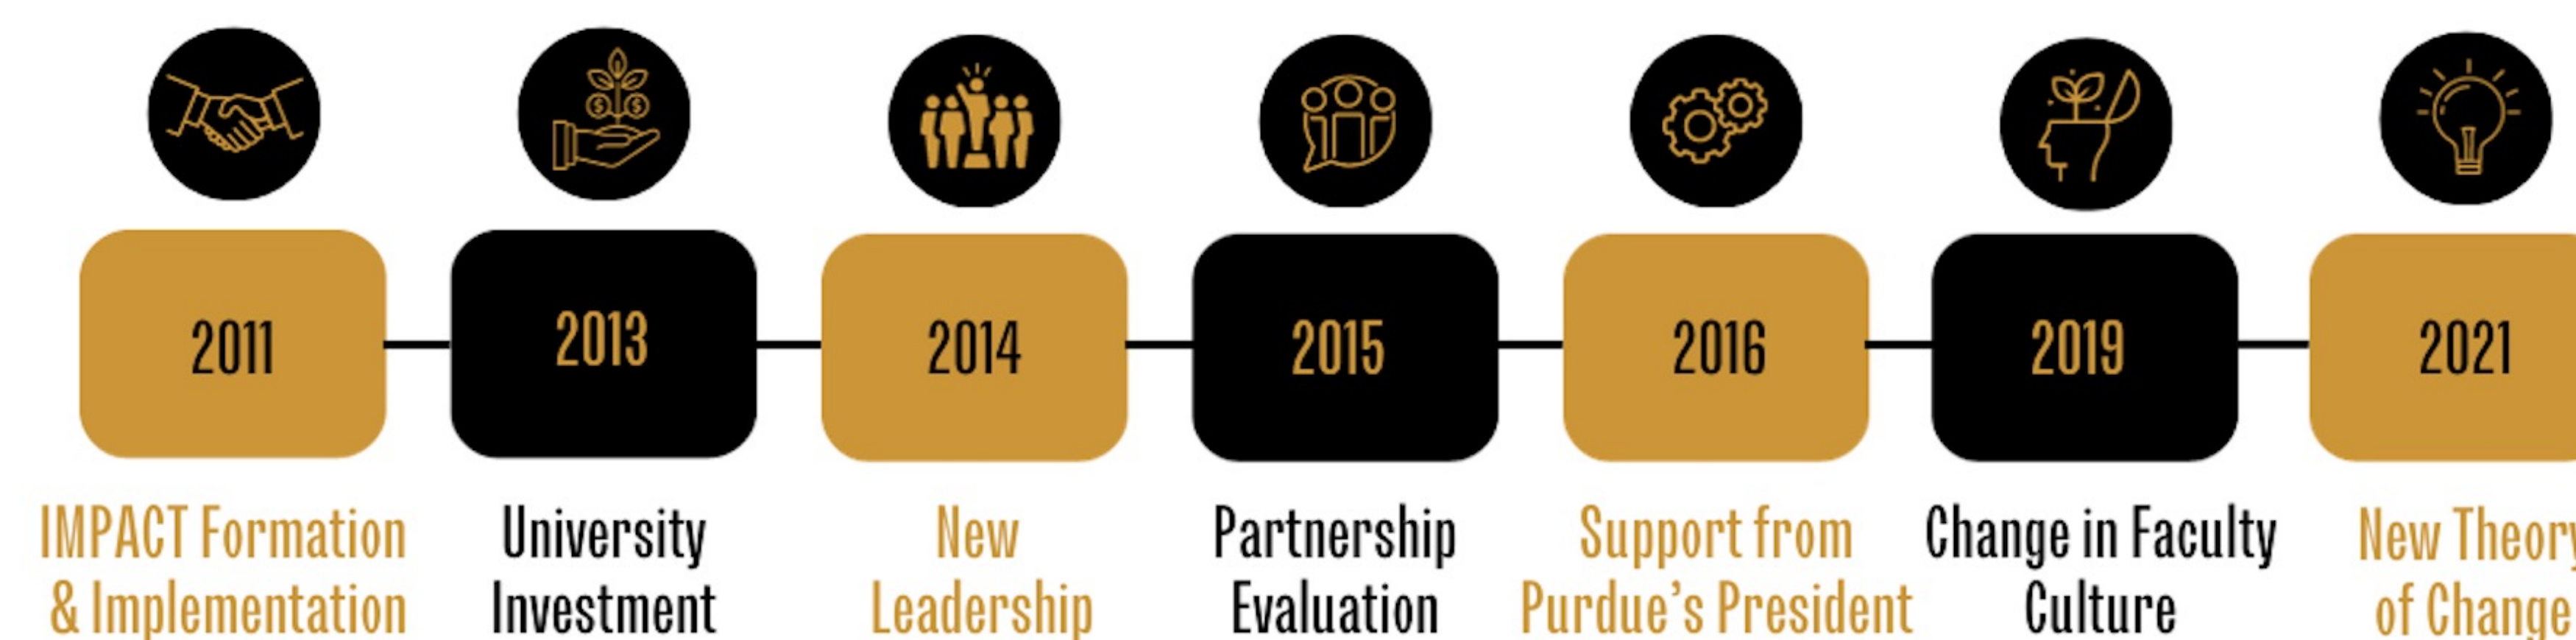 2011
2013
2014
2015
2016
2019
2021
IMPACT Formation
& Implementation
University
Investment
New
Leadership
Partnership
Evaluation
Support from
Purdue's President
Change in Faculty
Culture
New Theory
of Change